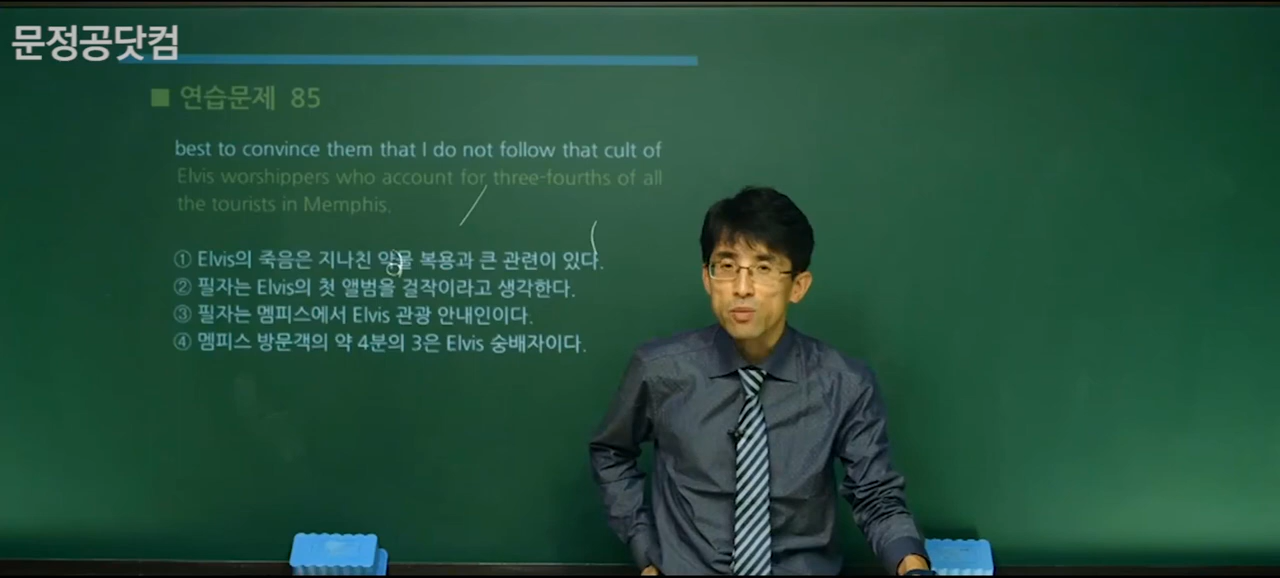 문정공닷컴
■ 연습문제 85
best to convince them that I do not follow that cult of
Elvis worshippers who account for three-fourths of all
the tourists in Memphis.
① Elvis의 죽음은 지나친 약물 복용과 큰 관련이 있다.
② 필자는 Elvis의 첫 앨범을 걸작이라고 생각한다.
③ 필자는 멤피스에서 Elvis 관광 안내인이다.
④ 멤피스 방문객의 약 4분의 3은 Elvis 숭배자이다.